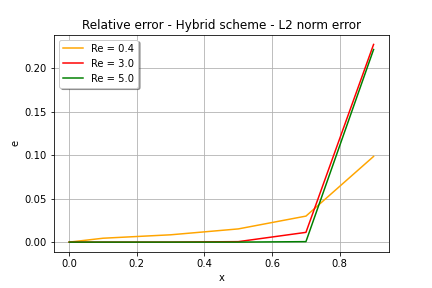 Relative error - Hybrid scheme - L2 norm error
Re = 0.4
Re = 3.0
Re = 5.0
0.20
0.15
0.10
0.05
0.00
e
0.0 0.2 0.4 0.6 0.8
x